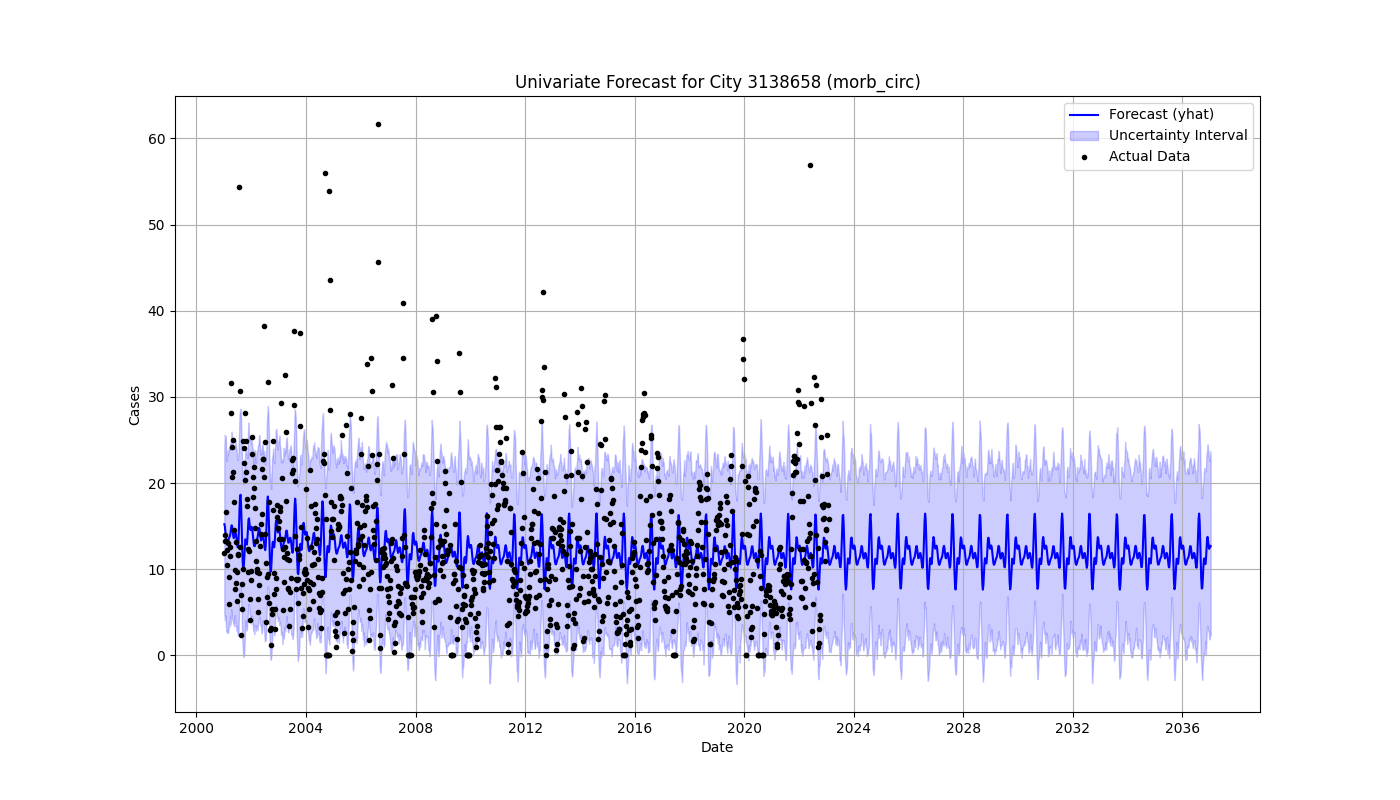 Univariate Forecast for City 3138658 (morb_circ)
Forecast (yhat)
Uncertainty Interval
Actual Data
Cases
60
50
40
30
20
10
0
2000 2004 2008 2012 2016 2020 2024 2028 2032 2036
Date